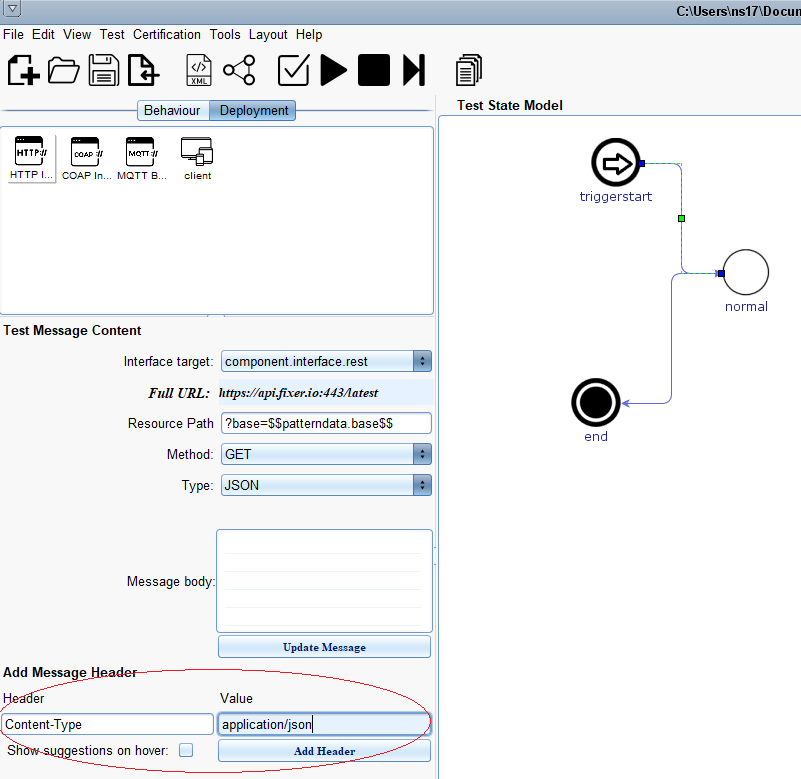 C:\Users\ns17\Docum
File Edit View Test Certification Tools Layout Help
</> XML
Behaviour Deployment
Test State Model
HTTP:// COAP:// MQTT://
HTTP I... COAP In... MQTT B... client
triggerstart
normal
end
Test Message Content
Interface target: component.interface.rest
Full URL: https://api.fixer.io:443/latest
Resource Path ?base=$$patterndata.base$$
Method: GET
Type: JSON
Message body:
Update Message
Add Message Header
Header Value
Content-Type application/json
Show suggestions on hover: Add Header